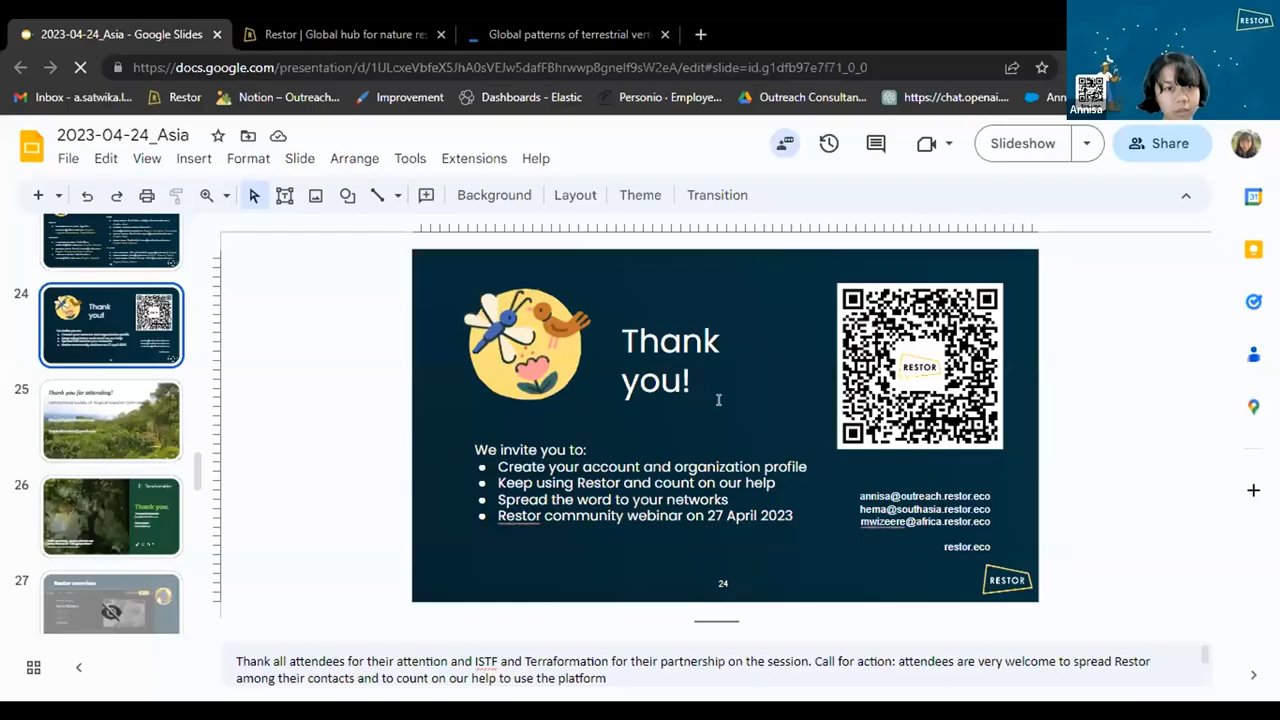 2023-04-24_Asia - Google Slides
Restor | Global hub for nature re
Global patterns of terrestrial vert
RESTOR
Annisa
docs.google.com
Inbox - a.satwika.l...
Restor
Notion – Outreach...
Movement
Dashboards - Elastic
Personio - Employe...
Outreach Consultan...
https://chat.openai....
Ann
2023-04-24_Asia
File Edit View Insert Format Slide Arrange Tools Extensions Help
Slideshow
Share
Background Layout Theme Transition
24
Thank
you!
25
Thank you for attending!
26
Thank you,
27
Restor overview
Thank
you!
RESTOR
We invite you to:
● Create your account and organization profile
● Keep using Restor and count on our help
● Spread the word to your networks
● Restor community webinar on 27 April 2023
annisa@outreach.restor.eco
hema@southasia.restor.eco
mwizeere@africa.restor.eco
restor.eco
24
RESTOR
Thank all attendees for their attention and ISTF and Terraformation for their partnership on the session. Call for action: attendees are very welcome to spread Restor
among their contacts and to count on our help to use the platform